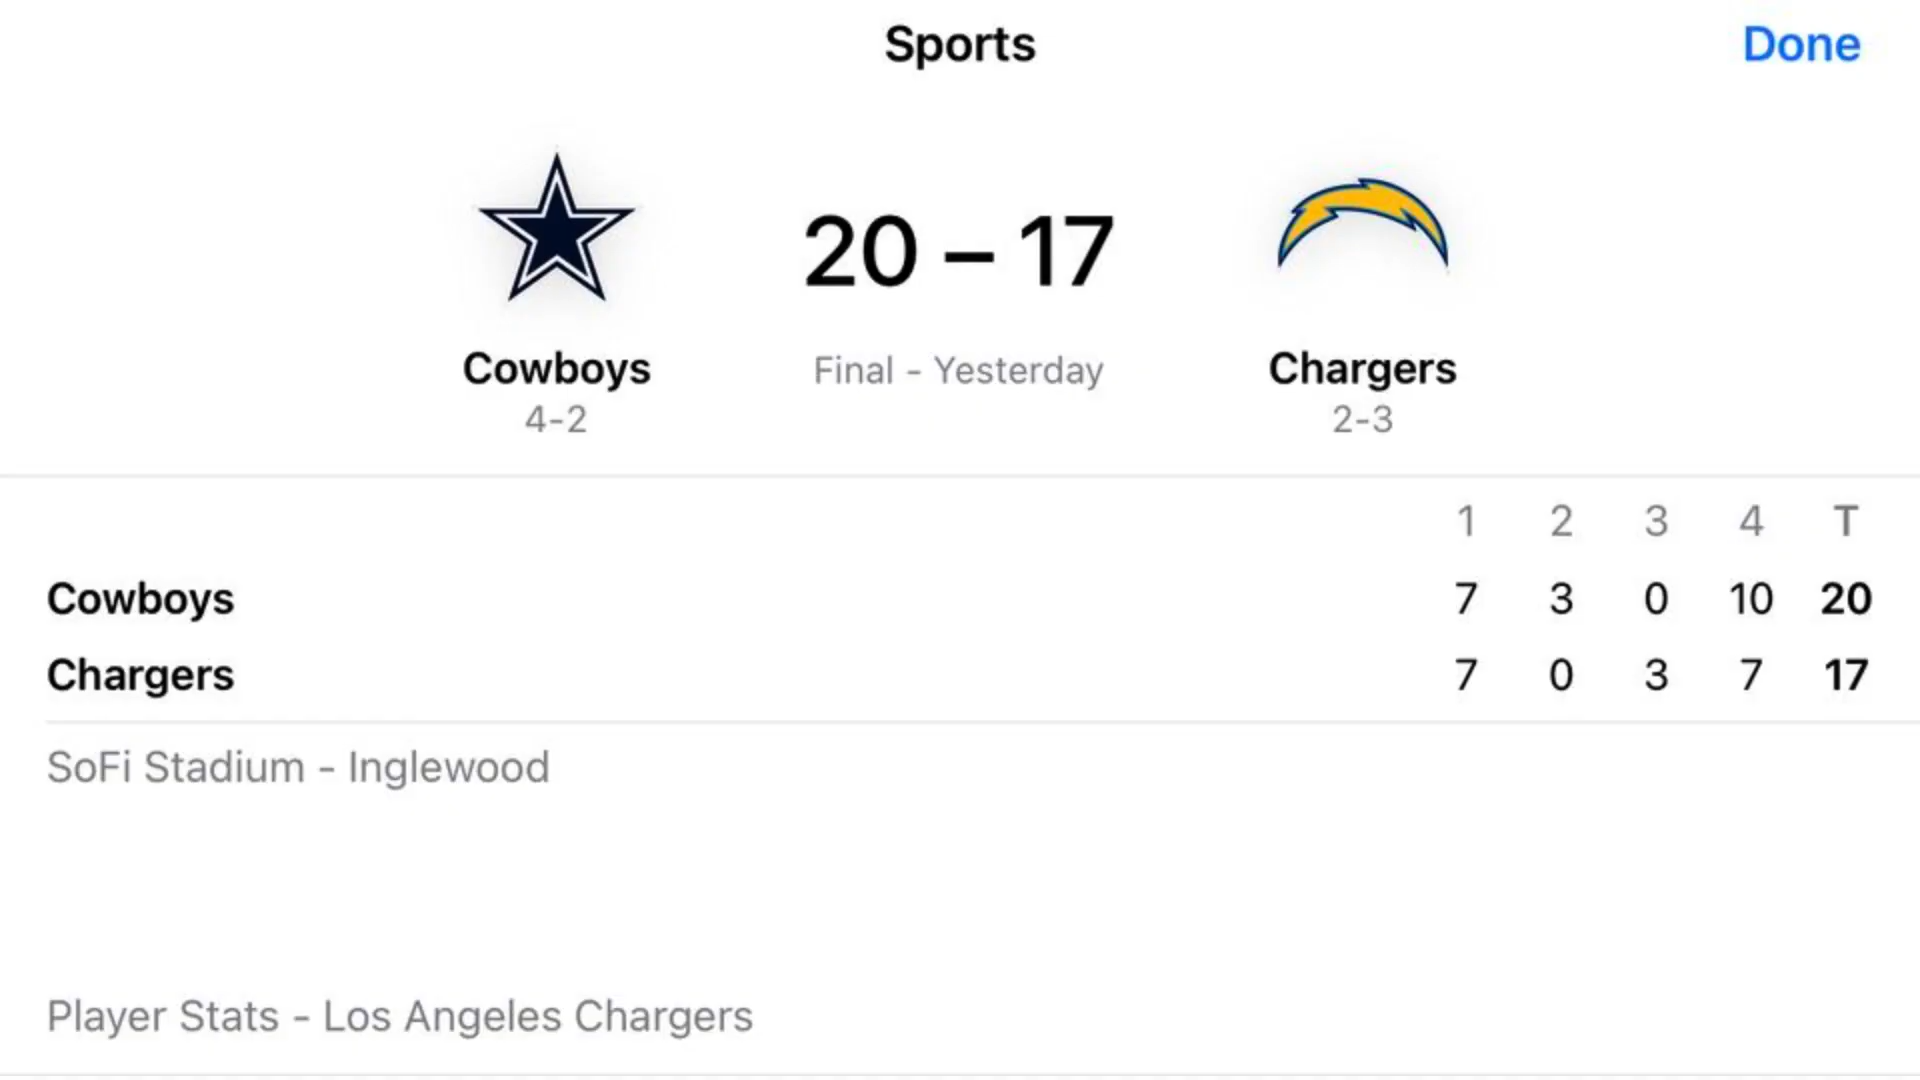 Sports
Done
20 – 17
Cowboys
Final - Yesterday
Chargers
4-2
2-3
1 2 3 4 T
Cowboys 7 3 0 10 20
Chargers 7 0 3 7 17
SoFi Stadium - Inglewood
Player Stats - Los Angeles Chargers